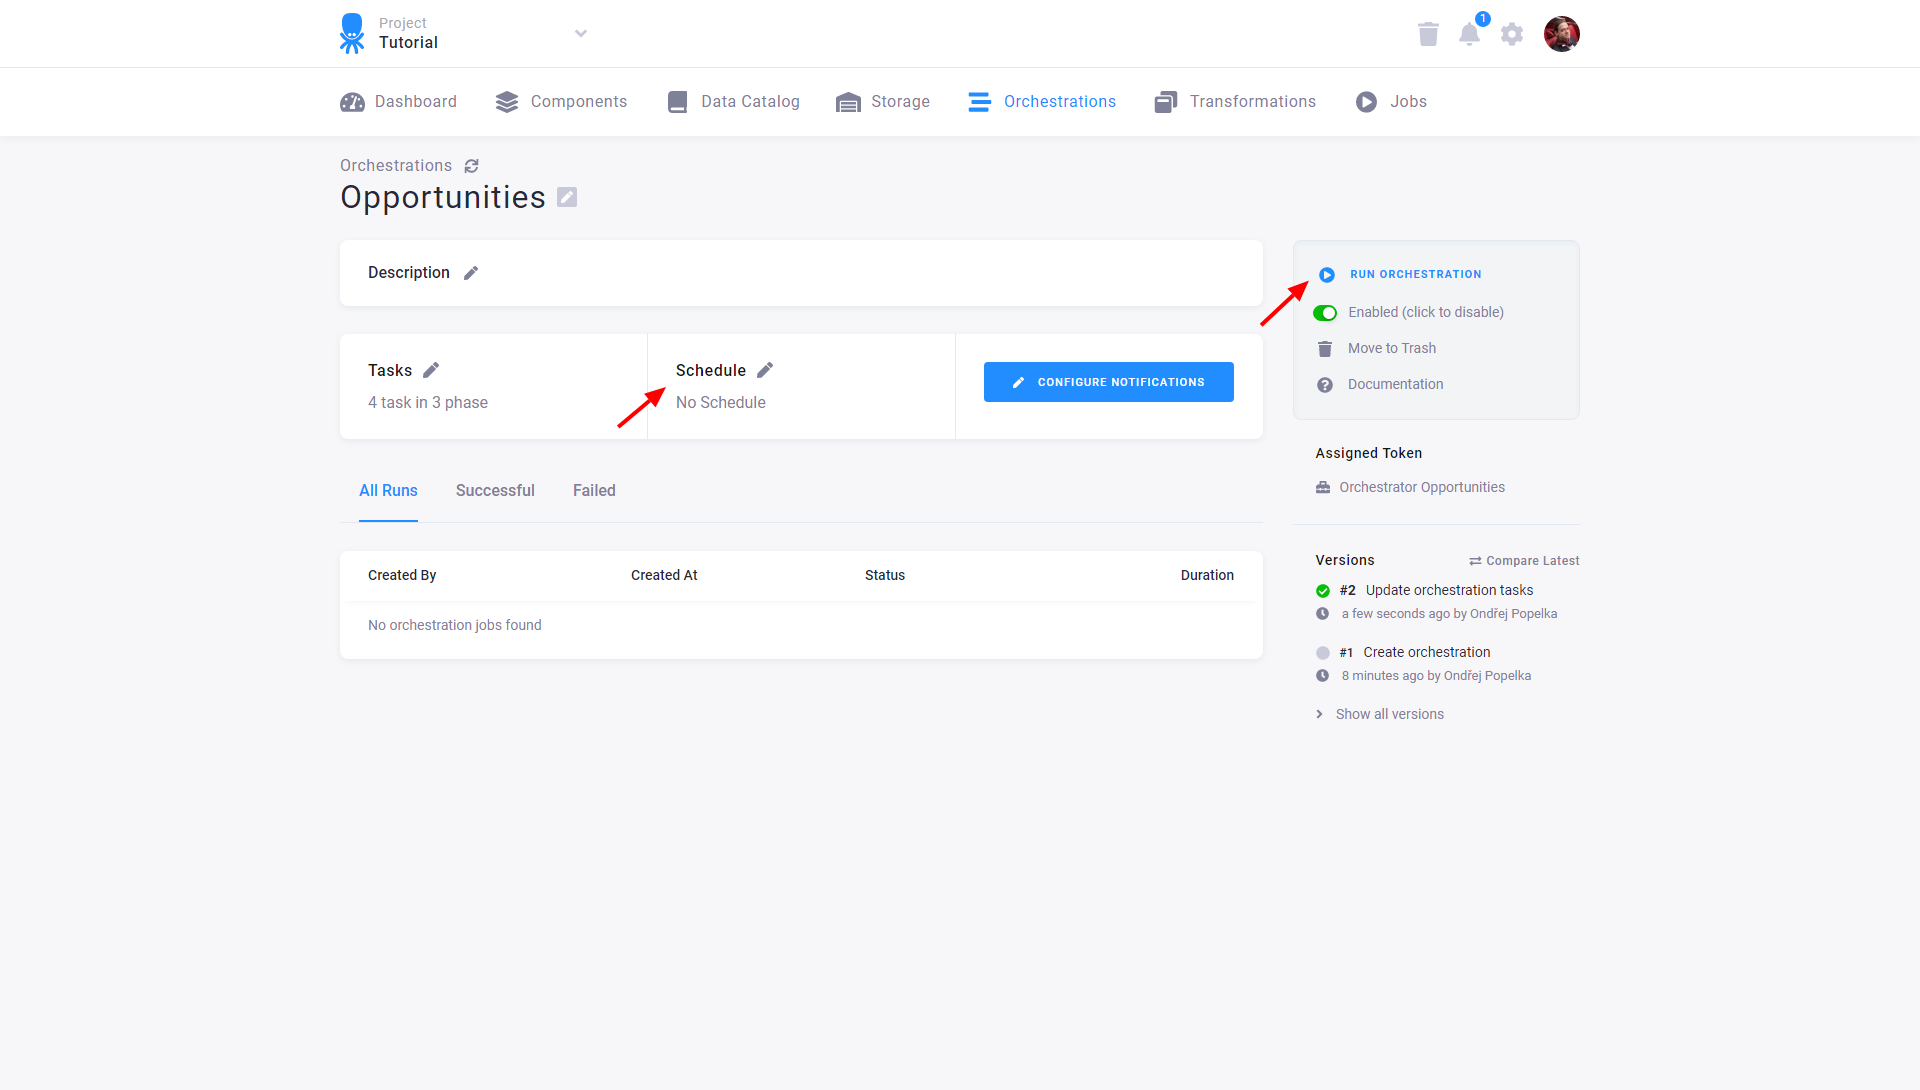 Project
Tutorial
1
Dashboard
Components
Data Catalog
Storage
Orchestrations
Transformations
Jobs
Orchestrations
Opportunities
Description
Tasks
4 task in 3 phase
Schedule
No Schedule
CONFIGURE NOTIFICATIONS
All Runs
Successful
Failed
Created By
Created At
Status
Duration
No orchestration jobs found
RUN ORCHESTRATION
Enabled (click to disable)
Move to Trash
Documentation
Assigned Token
Orchestrator Opportunities
Versions
Compare Latest
#2 Update orchestration tasks
a few seconds ago by Ondřej Popelka
#1 Create orchestration
8 minutes ago by Ondřej Popelka
Show all versions